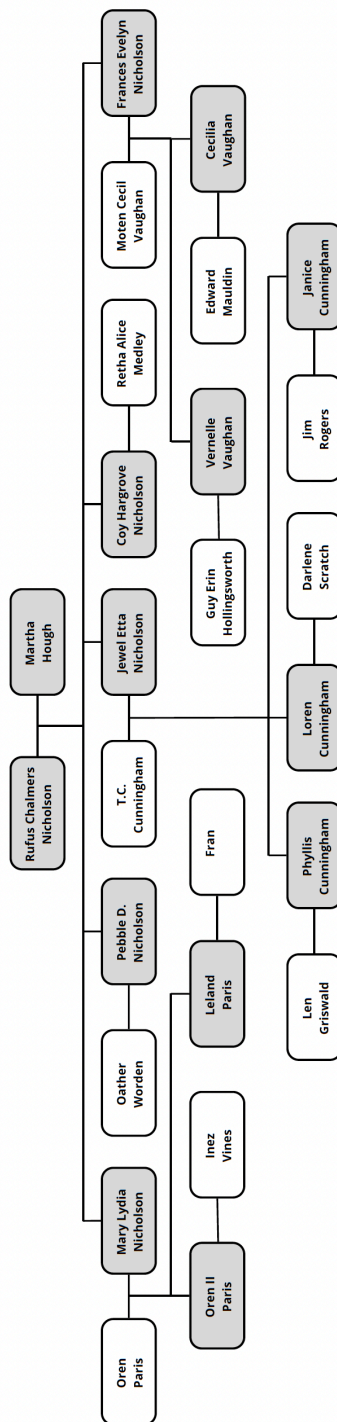 Rufus Chalmers
Nicholson
Martha
Hough
Oren
Paris
Mary Lydia
Nicholson
Oather
Worden
Pebble D.
Nicholson
T.C.
Cunningham
Jewel Etta
Nicholson
Coy Hargrove
Nicholson
Retha Alice
Medley
Moten Cecil
Vaughan
Frances Evelyn
Nicholson
Oren II
Paris
Inez
Vines
Leland
Paris
Fran
Guy Erin
Hollingsworth
Vernelle
Vaughan
Edward
Mauldin
Cecilia
Vaughan
Len
Griswald
Phyllis
Cunningham
Loren
Cunningham
Darlene
Scratch
Jim
Rogers
Janice
Cunningham